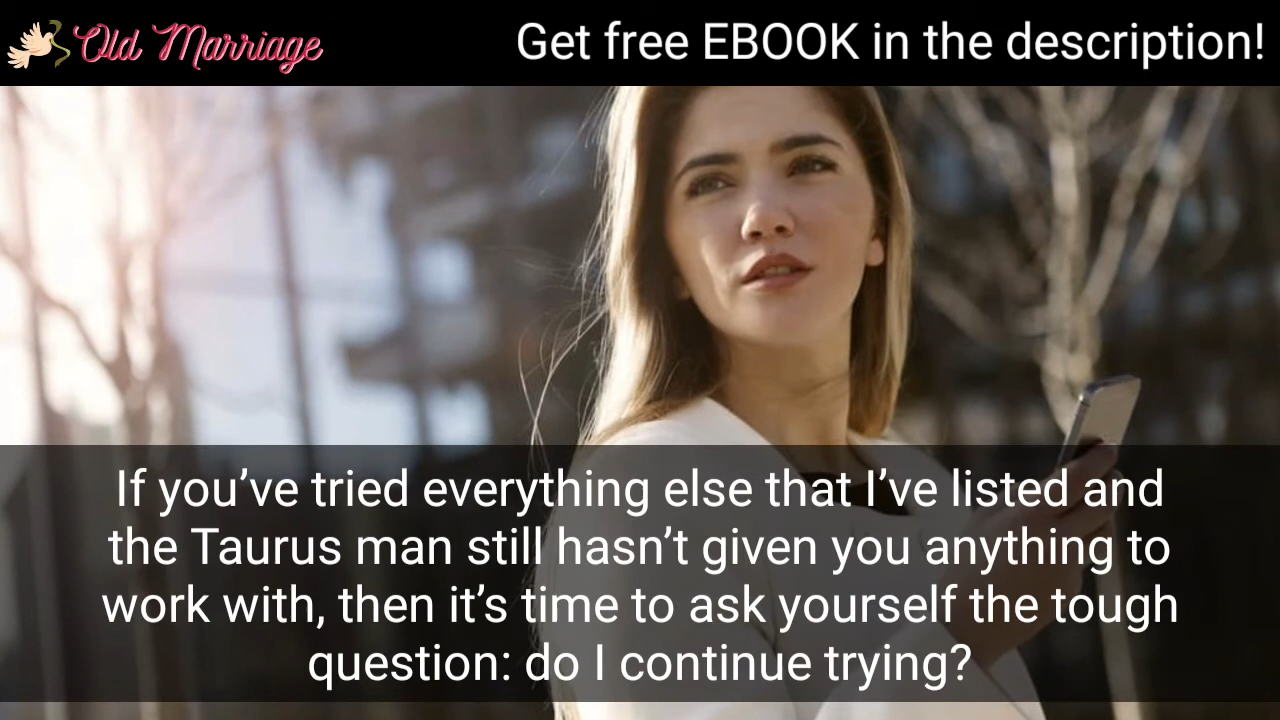 Old Marriage
Get free EBOOK in the description!
If you’ve tried everything else that I’ve listed and
the Taurus man still hasn’t given you anything to
work with, then it’s time to ask yourself the tough
question: do I continue trying?